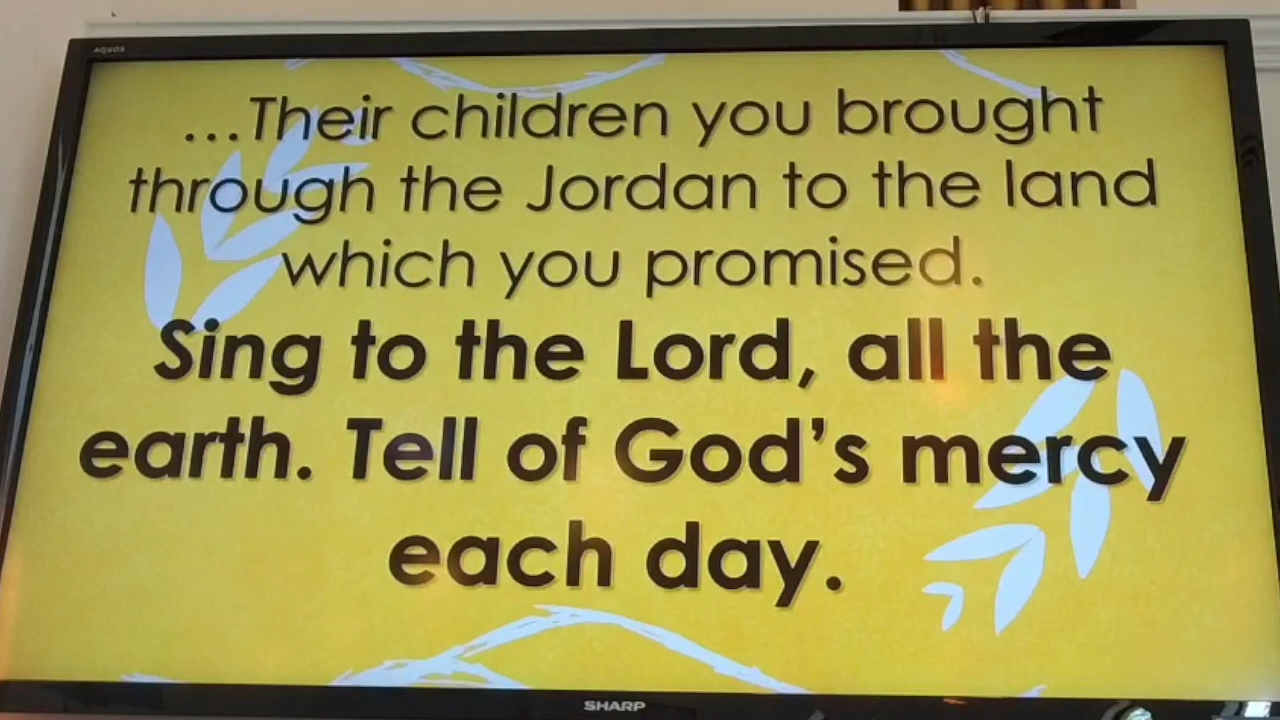 AQUOS
...Their children you brought
through the Jordan to the land
which you promised.
Sing to the Lord, all the
earth. Tell of God's mercy
each day.
SHARP